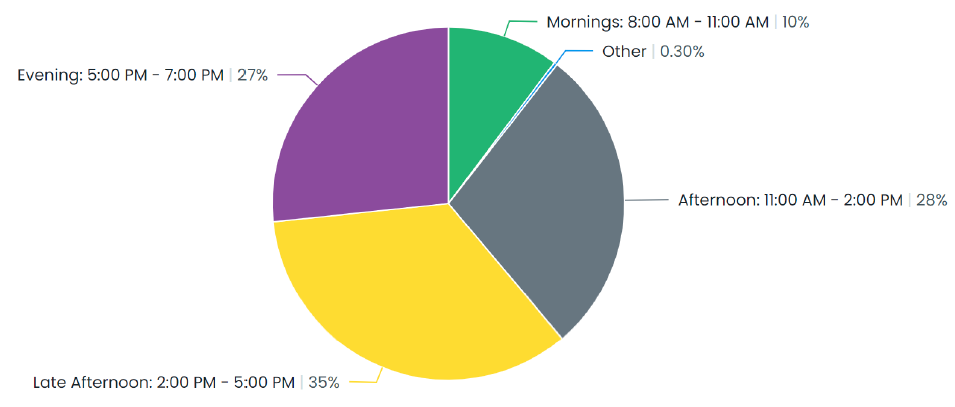 Mornings: 8:00 AM - 11:00 AM | 10%
Other | 0.30%
Evening: 5:00 PM - 7:00 PM | 27%
Afternoon: 11:00 AM - 2:00 PM | 28%
Late Afternoon: 2:00 PM - 5:00 PM | 35%